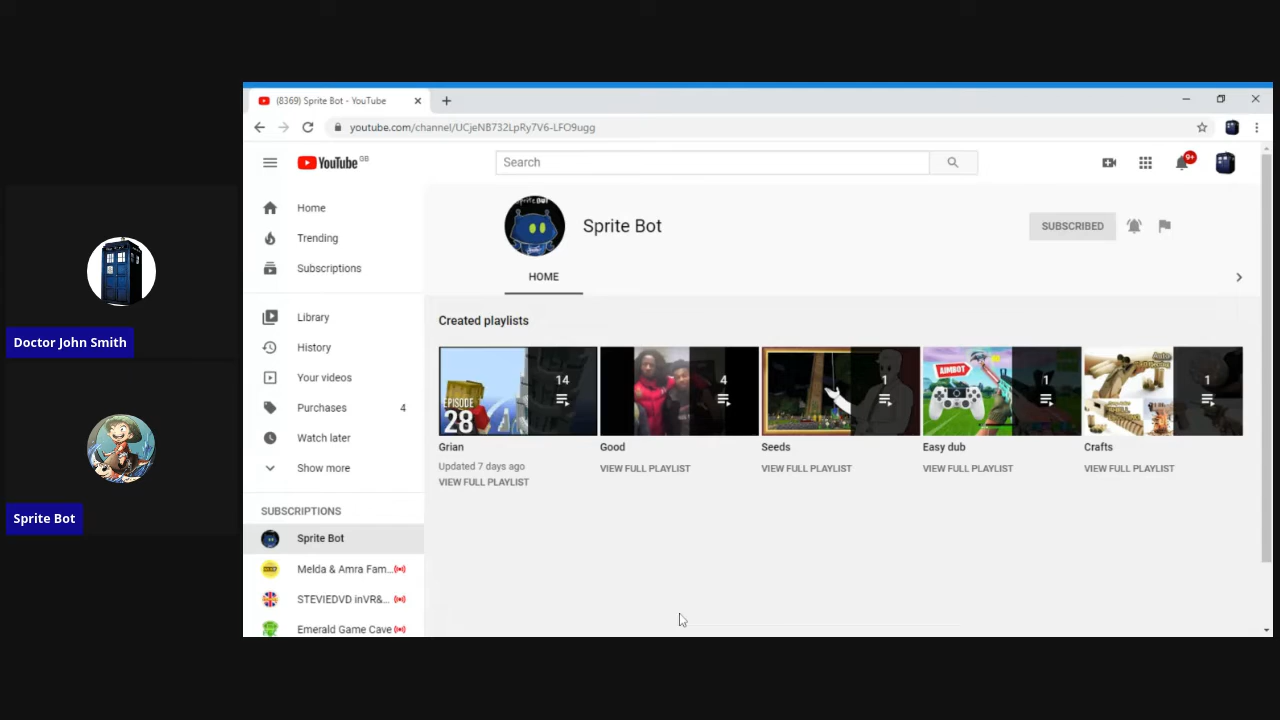 Doctor John Smith
Sprite Bot
(8369) Sprite Bot - YouTube
youtube.com/channel/UCjeNB732LpRy7V6-LFO9ugg
YouTube GB
Search
9+
Home
Trending
Subscriptions
Library
History
Your videos
Purchases 4
Watch later
Show more
SUBSCRIPTIONS
Sprite Bot
Melda & Amra Fam...
STEVIEDVD inVR&...
Emerald Game Cave
Sprite Bot
SUBSCRIBED
HOME
Created playlists
EPISODE
28
14
Grian
Updated 7 days ago
VIEW FULL PLAYLIST
4
Good
VIEW FULL PLAYLIST
1
Seeds
VIEW FULL PLAYLIST
AIMBOT
1
Easy dub
VIEW FULL PLAYLIST
1
Crafts
VIEW FULL PLAYLIST